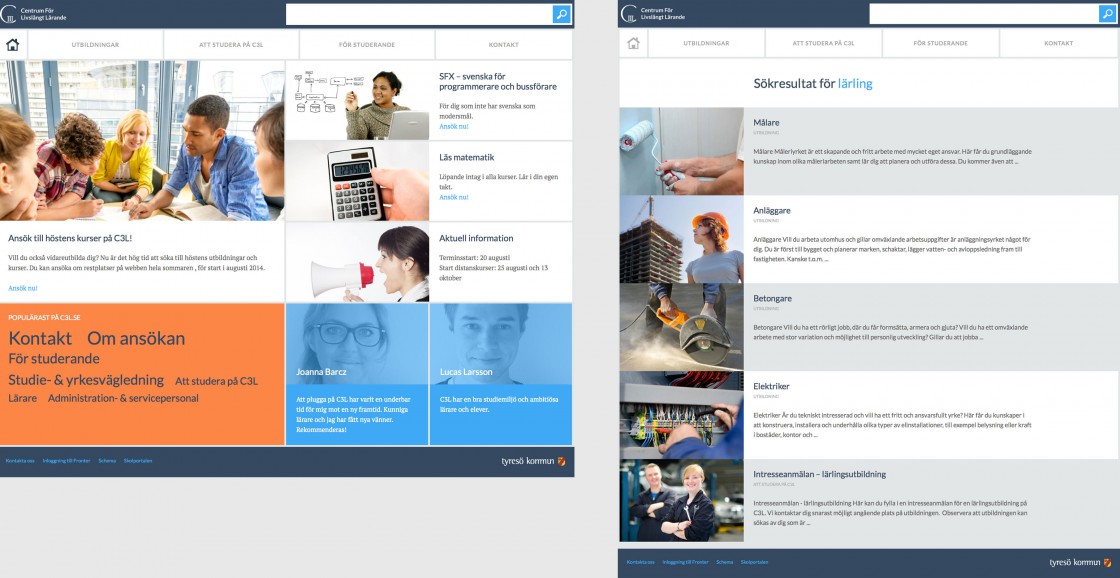 Centrum För
Livslångt Lärande
UTBILDNINGAR
ATT STUDERA PÅ C3L
FÖR STUDERANDE
KONTAKT
SFX – svenska för
programmerare och bussförare
För dig som inte har svenska som
modersmål.
Ansök nu!
Läs matematik
Löpande intag i alla kurser. Lär i din egen
takt.
Ansök nu!
Ansök till höstens kurser på C3L!
Vill du också vidareutbilda dig? Nu är det hög tid att söka till höstens utbildningar och
kurser. Du kan ansöka om restplatser på webben hela sommaren , för start i augusti 2014.
Ansök nu!
Aktuell information
Terminsstart: 20 augusti
Start distanskurser: 25 augusti och 13
oktober
POPULÄRAST PÅ C3L.SE
Kontakt Om ansökan
För studerande
Studie- & yrkesvägledning Att studera på C3L
Lärare Administration- & servicepersonal
Joanna Barcz
Att plugga på C3L har varit en underbar
tid för mig mot en ny framtid. Kunniga
lärare och jag har fått nya vänner.
Rekommenderas!
Lucas Larsson
C3L har en bra studiemiljö och ambitiösa
lärare och elever.
Kontakta oss Inloggning till Fronter Schema Skolportalen
tyresö kommun
Centrum För
Livslångt Lärande
UTBILDNINGAR
ATT STUDERA PÅ C3L
FÖR STUDERANDE
KONTAKT
Sökresultat för lärling
Målare
UTBILDNING
Målare Måleriyrket är ett skapande och fritt arbete med mycket eget ansvar. Här får du grundläggande
kunskap inom olika måleriarbeten samt lär dig att planera och utföra dessa. Du kommer även att ...
Anläggare
UTBILDNING
Anläggare Vill du arbeta utomhus och gillar omväxlande arbetsuppgifter är anläggningsyrket något för
dig. Du är först till bygget och planerar marken, schaktar, lägger vatten- och avloppsledning fram till
fastigheten. Kanske t.o.m. ...
Betongare
UTBILDNING
Betongare Vill du ha ett rörligt jobb, där du får formsätta, armera och gjuta? Vill du ha ett omväxlande
arbete med stor variation och möjlighet till personlig utveckling? Gillar du att jobba ...
Elektriker
UTBILDNING
Elektriker Är du tekniskt intresserad och vill ha ett fritt och ansvarsfullt yrke? Här får du kunskaper i
att konstruera, installera och underhålla olika typer av elinstallationer, till exempel belysning eller kraft
i bostäder, kontor och ...
Intresseanmälan – lärlingsutbildning
ATT STUDERA PÅ C3L
Intresseanmälan - lärlingsutbildning Här kan du fylla i en intresseanmälan för en lärlingsutbildning på
C3L. Vi kontaktar dig snarast möjligt angående plats på utbildningen. Observera att utbildningen kan
sökas av dig som är ...
Kontakta oss Inloggning till Fronter Schema Skolportalen
tyresö kommun